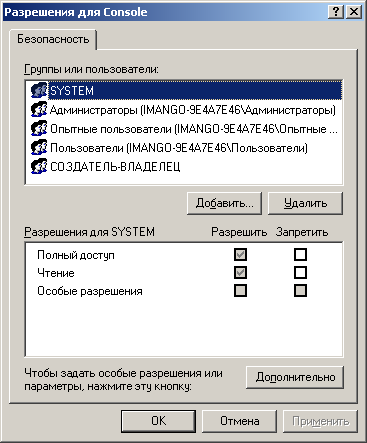 Разрешения для Console
Безопасность
Группы или пользователи:
SYSTEM
Администраторы (IMANGO-9E4A7E46\Администраторы)
Опытные пользователи (IMANGO-9E4A7E46\Опытные ...
Пользователи (IMANGO-9E4A7E46\Пользователи)
СОЗДАТЕЛЬ-ВЛАДЕЛЕЦ
Добавить... Удалить
Разрешения для SYSTEM Разрешить Запретить
Полный доступ
Чтение
Особые разрешения
Чтобы задать особые разрешения или
параметры, нажмите эту кнопку: Дополнительно
OK Отмена Применить